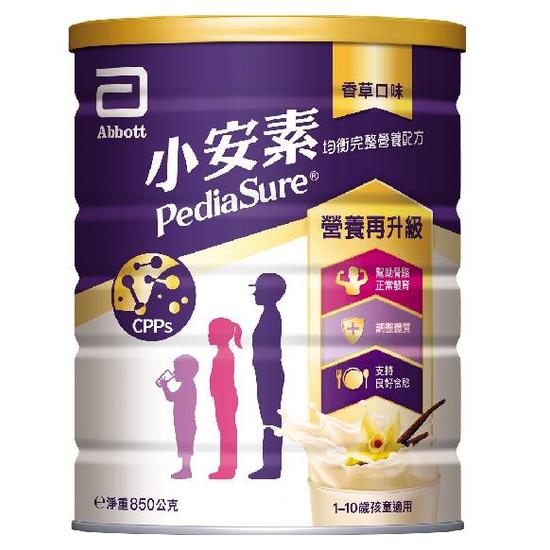 香草口味
Abbott
小安素
均衡完整營養配方
PediaSure®
營養再升級
幫助骨骼
正常發育
調整體質
支持
良好食慾
CPPs
℮淨重850公克
1–10歲孩童適用